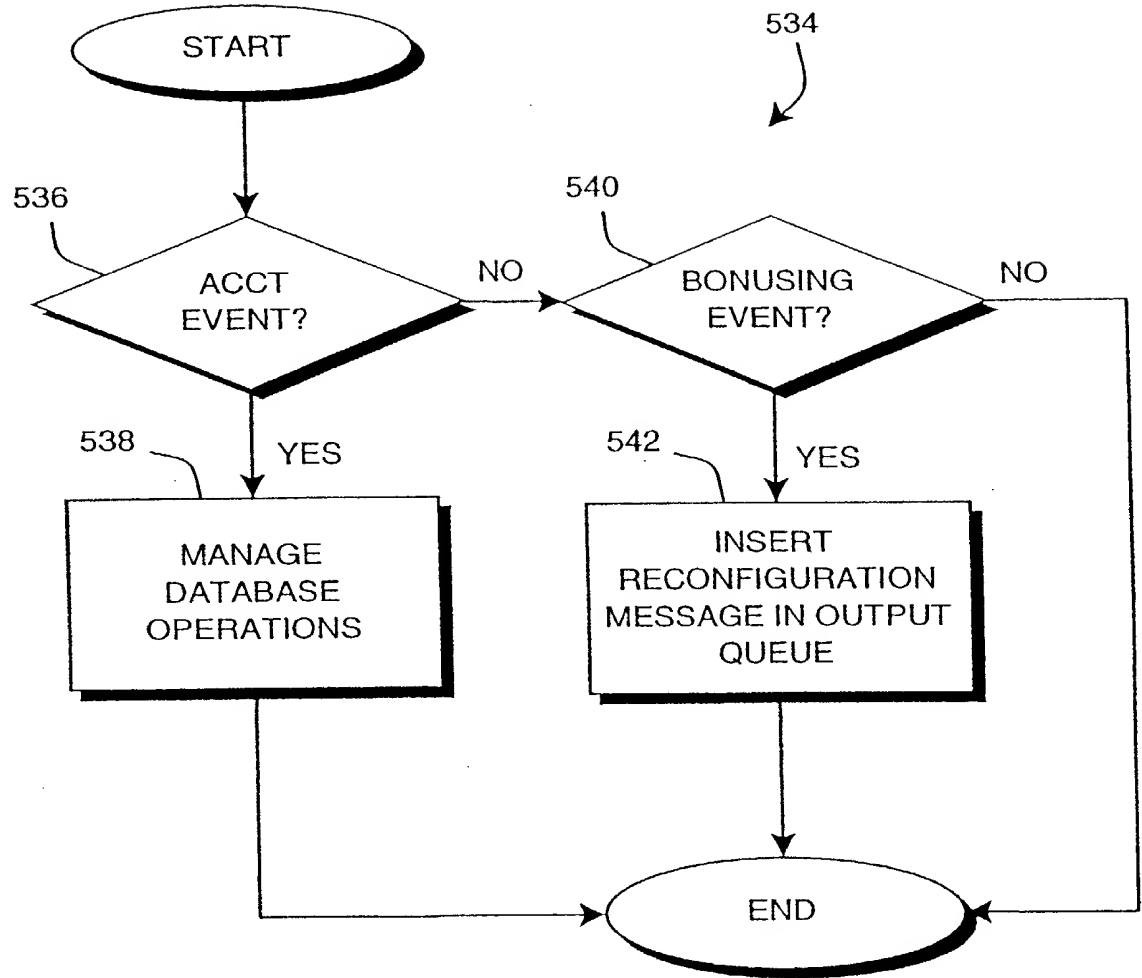 START
534
536
ACCT
EVENT?
NO
540
BONUSING
EVENT?
NO
538
YES
542
YES
MANAGE
DATABASE
OPERATIONS
INSERT
RECONFIGURATION
MESSAGE IN OUTPUT
QUEUE
END